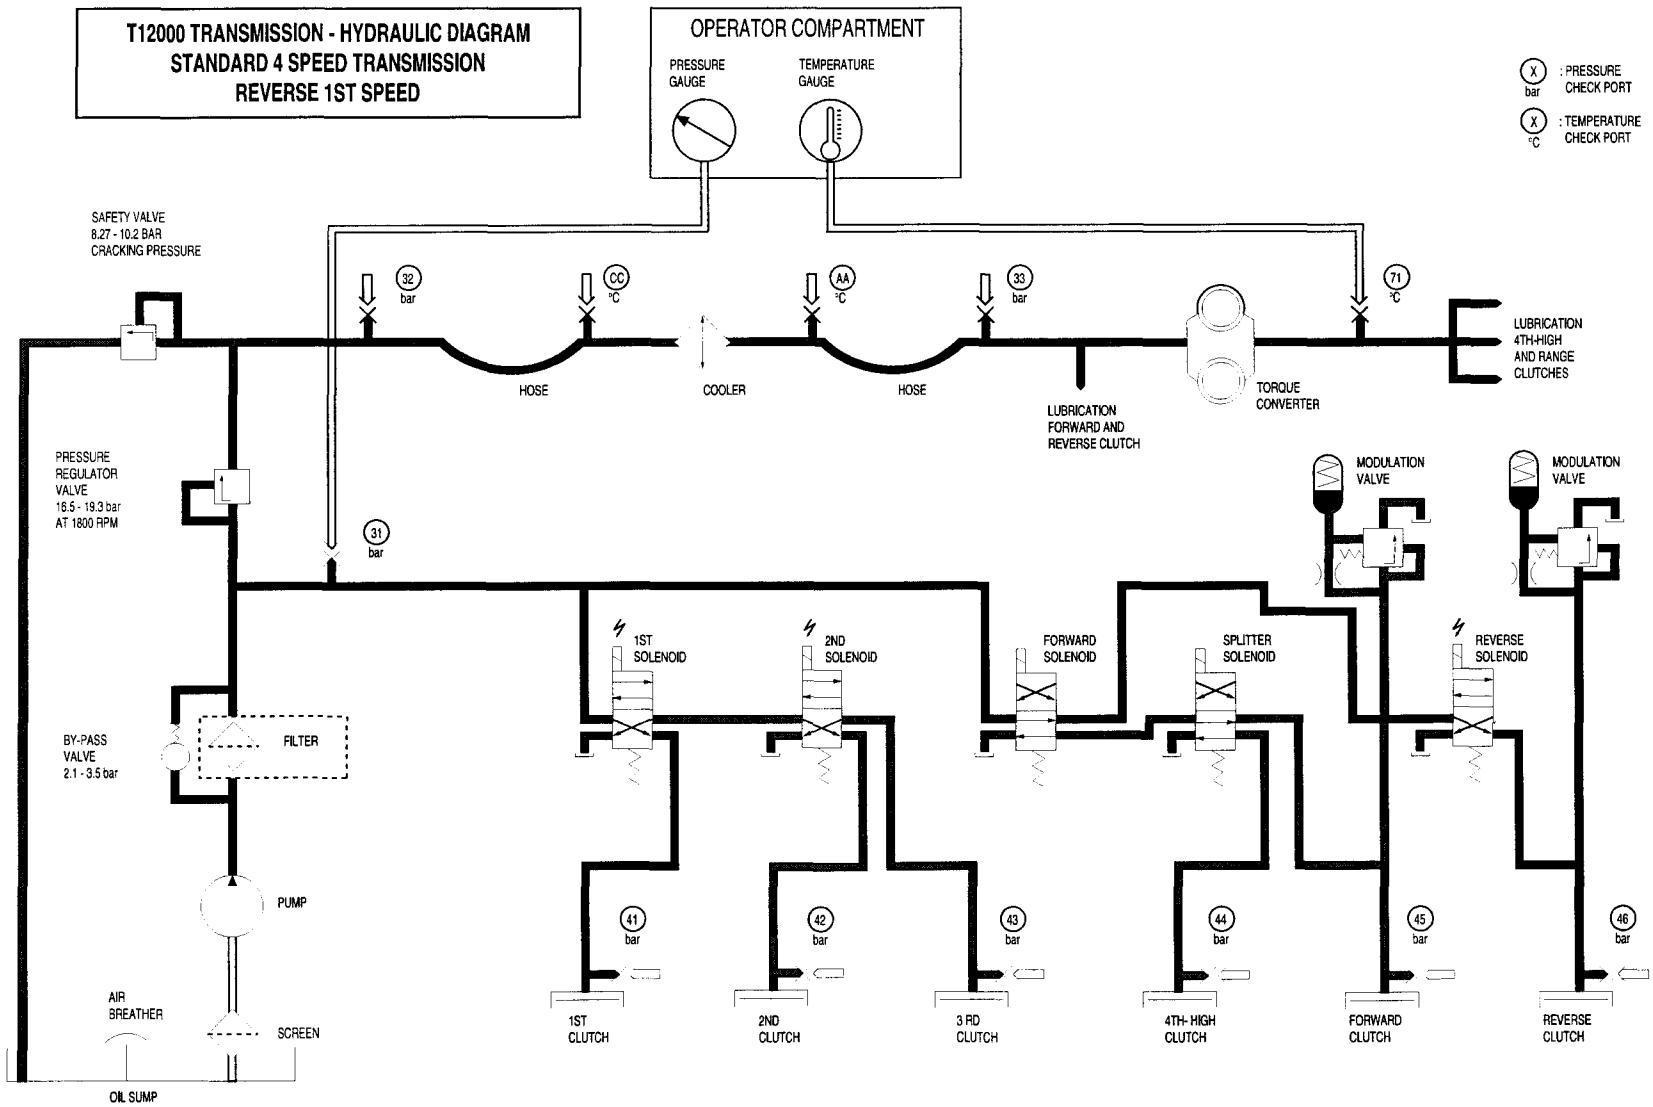 T12000 TRANSMISSION - HYDRAULIC DIAGRAM
STANDARD 4 SPEED TRANSMISSION
REVERSE 1ST SPEED
OPERATOR COMPARTMENT
PRESSURE
GAUGE
TEMPERATURE
GAUGE
X
bar
: PRESSURE
CHECK PORT
X
°C
: TEMPERATURE
CHECK PORT
SAFETY VALVE
8.27 - 10.2 BAR
CRACKING PRESSURE
32
bar
CC
°C
AA
°C
33
bar
71
°C
HOSE
COOLER
HOSE
LUBRICATION
FORWARD AND
REVERSE CLUTCH
TORQUE
CONVERTER
LUBRICATION
4TH-HIGH
AND RANGE
CLUTCHES
PRESSURE
REGULATOR
VALVE
16.5 - 19.3 bar
AT 1800 RPM
31
bar
MODULATION
VALVE
MODULATION
VALVE
1ST
SOLENOID
2ND
SOLENOID
FORWARD
SOLENOID
SPLITTER
SOLENOID
REVERSE
SOLENOID
BY-PASS
VALVE
2.1 - 3.5 bar
FILTER
PUMP
AIR
BREATHER
SCREEN
OIL SUMP
41
bar
42
bar
43
bar
44
bar
45
bar
46
bar
1ST
CLUTCH
2ND
CLUTCH
3 RD
CLUTCH
4TH- HIGH
CLUTCH
FORWARD
CLUTCH
REVERSE
CLUTCH